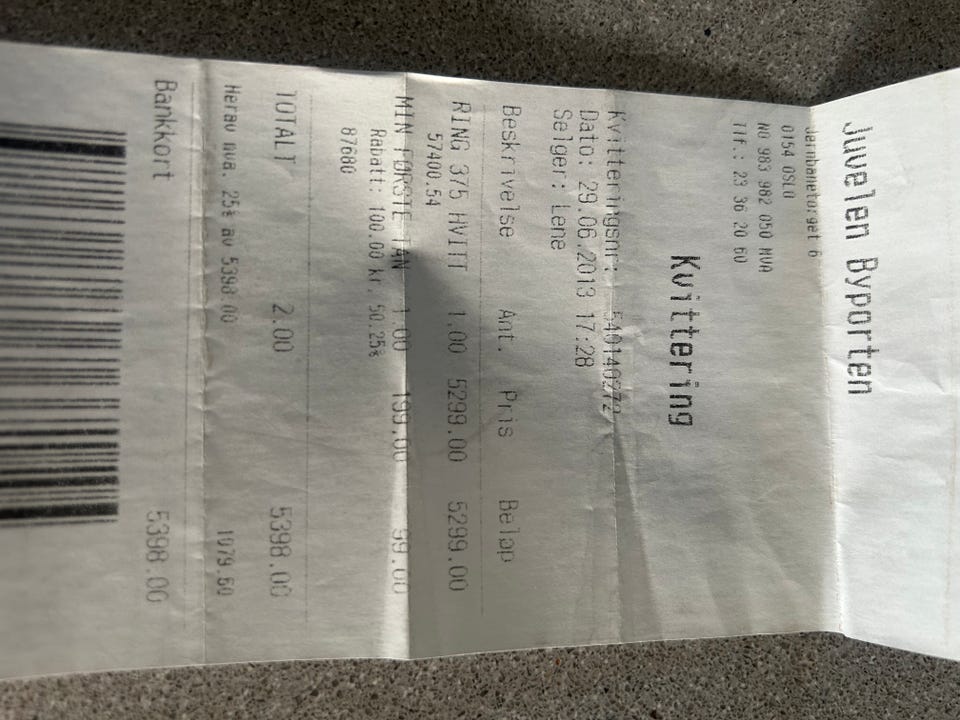 Juvelen Byporten
Jernbanetorget 6
0154 OSLO
NO 983 982 050 MVA
Tlf.: 23 36 20 60
Kvittering
Kvitteringsnr: 540140272
Dato: 29.06.2013 17:28
Selger: Lene
Beskrivelse Ant. Pris Beløp
RING 375 HVITT 1.00 5299.00 5299.00
57400.54
MIN FØRSTE TAN 1.00 199.00 99.00
Rabatt: 100.00 kr. 50.25%
87680
TOTALT 2.00 5398.00
Herav mva. 25% av 5398.00 1079.60
Bankkort 5398.00